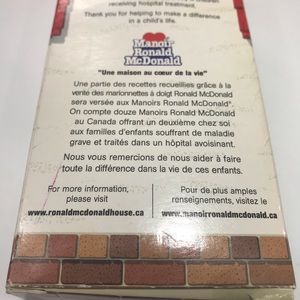 receiving hospital treatment.
Thank you for helping to make a difference
in a child's life.
Manoir
Ronald
McDonald
"Une maison au cœur de la vie"
Une partie des recettes recueillies grâce à la
vente des marionnettes à doigt Ronald McDonald
sera versée aux Manoirs Ronald McDonald®.
On compte douze Manoirs Ronald McDonald
au Canada offrant un deuxième chez soi
aux familles d'enfants souffrant de maladie
grave et traités dans un hôpital avoisinant.
Nous vous remercions de nous aider à faire
toute la différence dans la vie de ces enfants.
For more information,
please visit
www.ronaldmcdonaldhouse.ca
Pour de plus amples
renseignements, visitez le
www.manoirronaldmcdonald.ca